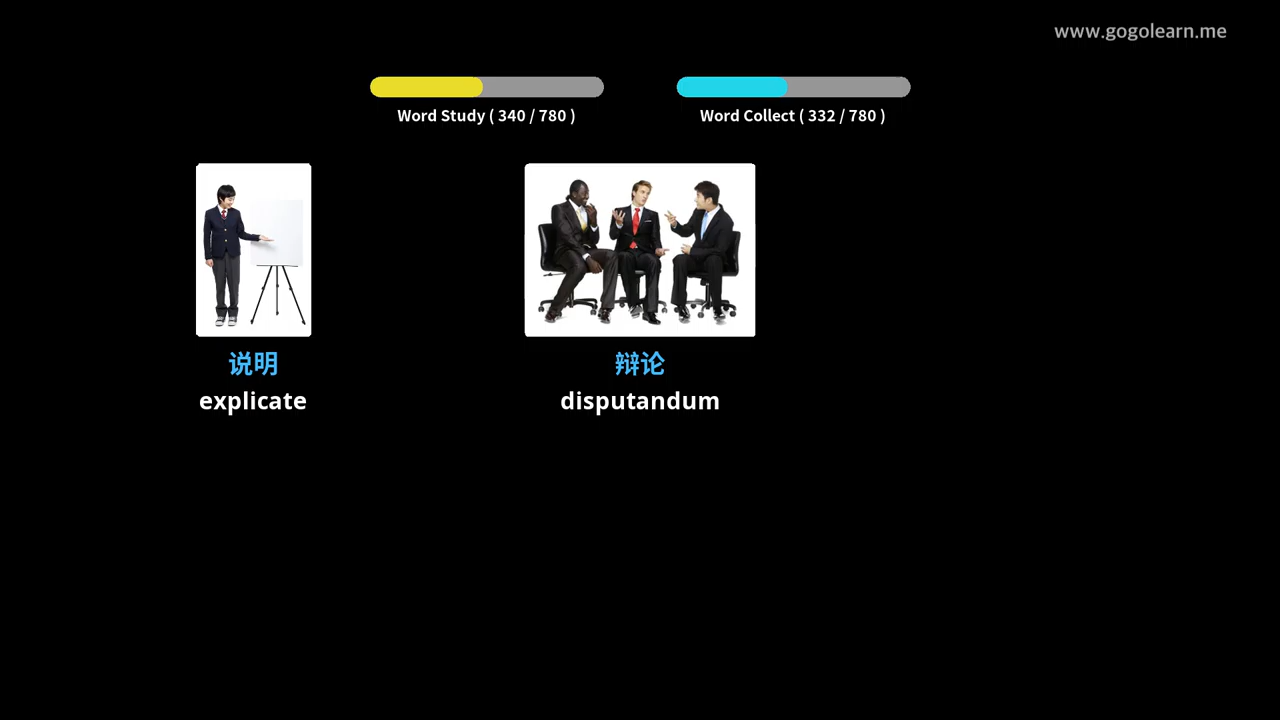 www.gogolearn.me
Word Study ( 340 / 780 )
Word Collect ( 332 / 780 )
说明
explicate
辩论
disputandum